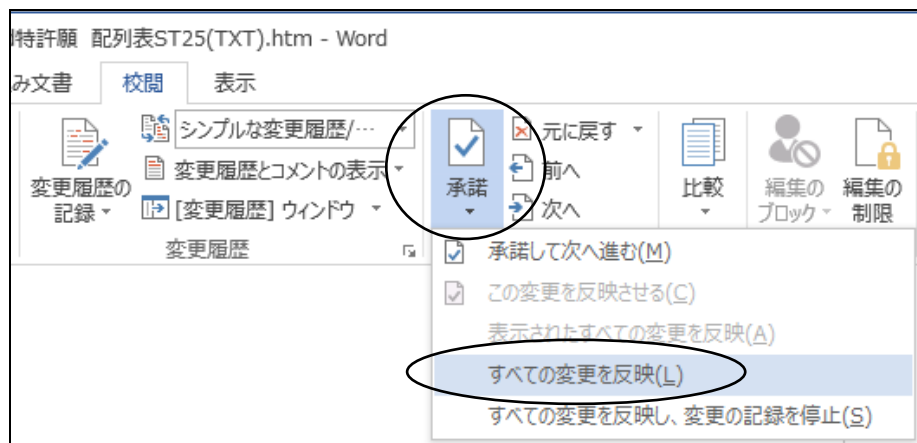 特許願 配列表ST25(TXT).htm - Word
み文書 校閲 表示
シンプルな変更履歴/…
変更履歴とコメントの表示
[変更履歴] ウィンドウ
変更履歴の
記録
変更履歴
承諾
元に戻す
前へ
次へ
比較
編集の
ブロック
編集の
制限
承諾して次へ進む(M)
この変更を反映させる(C)
表示されたすべての変更を反映(A)
すべての変更を反映(L)
すべての変更を反映し、変更の記録を停止(S)